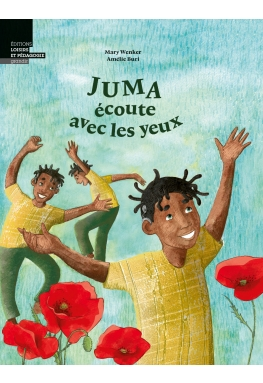 ÉDITIONS
LOISIRS
ET PÉDAGOGIE
Mary Wenker
Amélie Buri
JUMA
écoute
avec les yeux